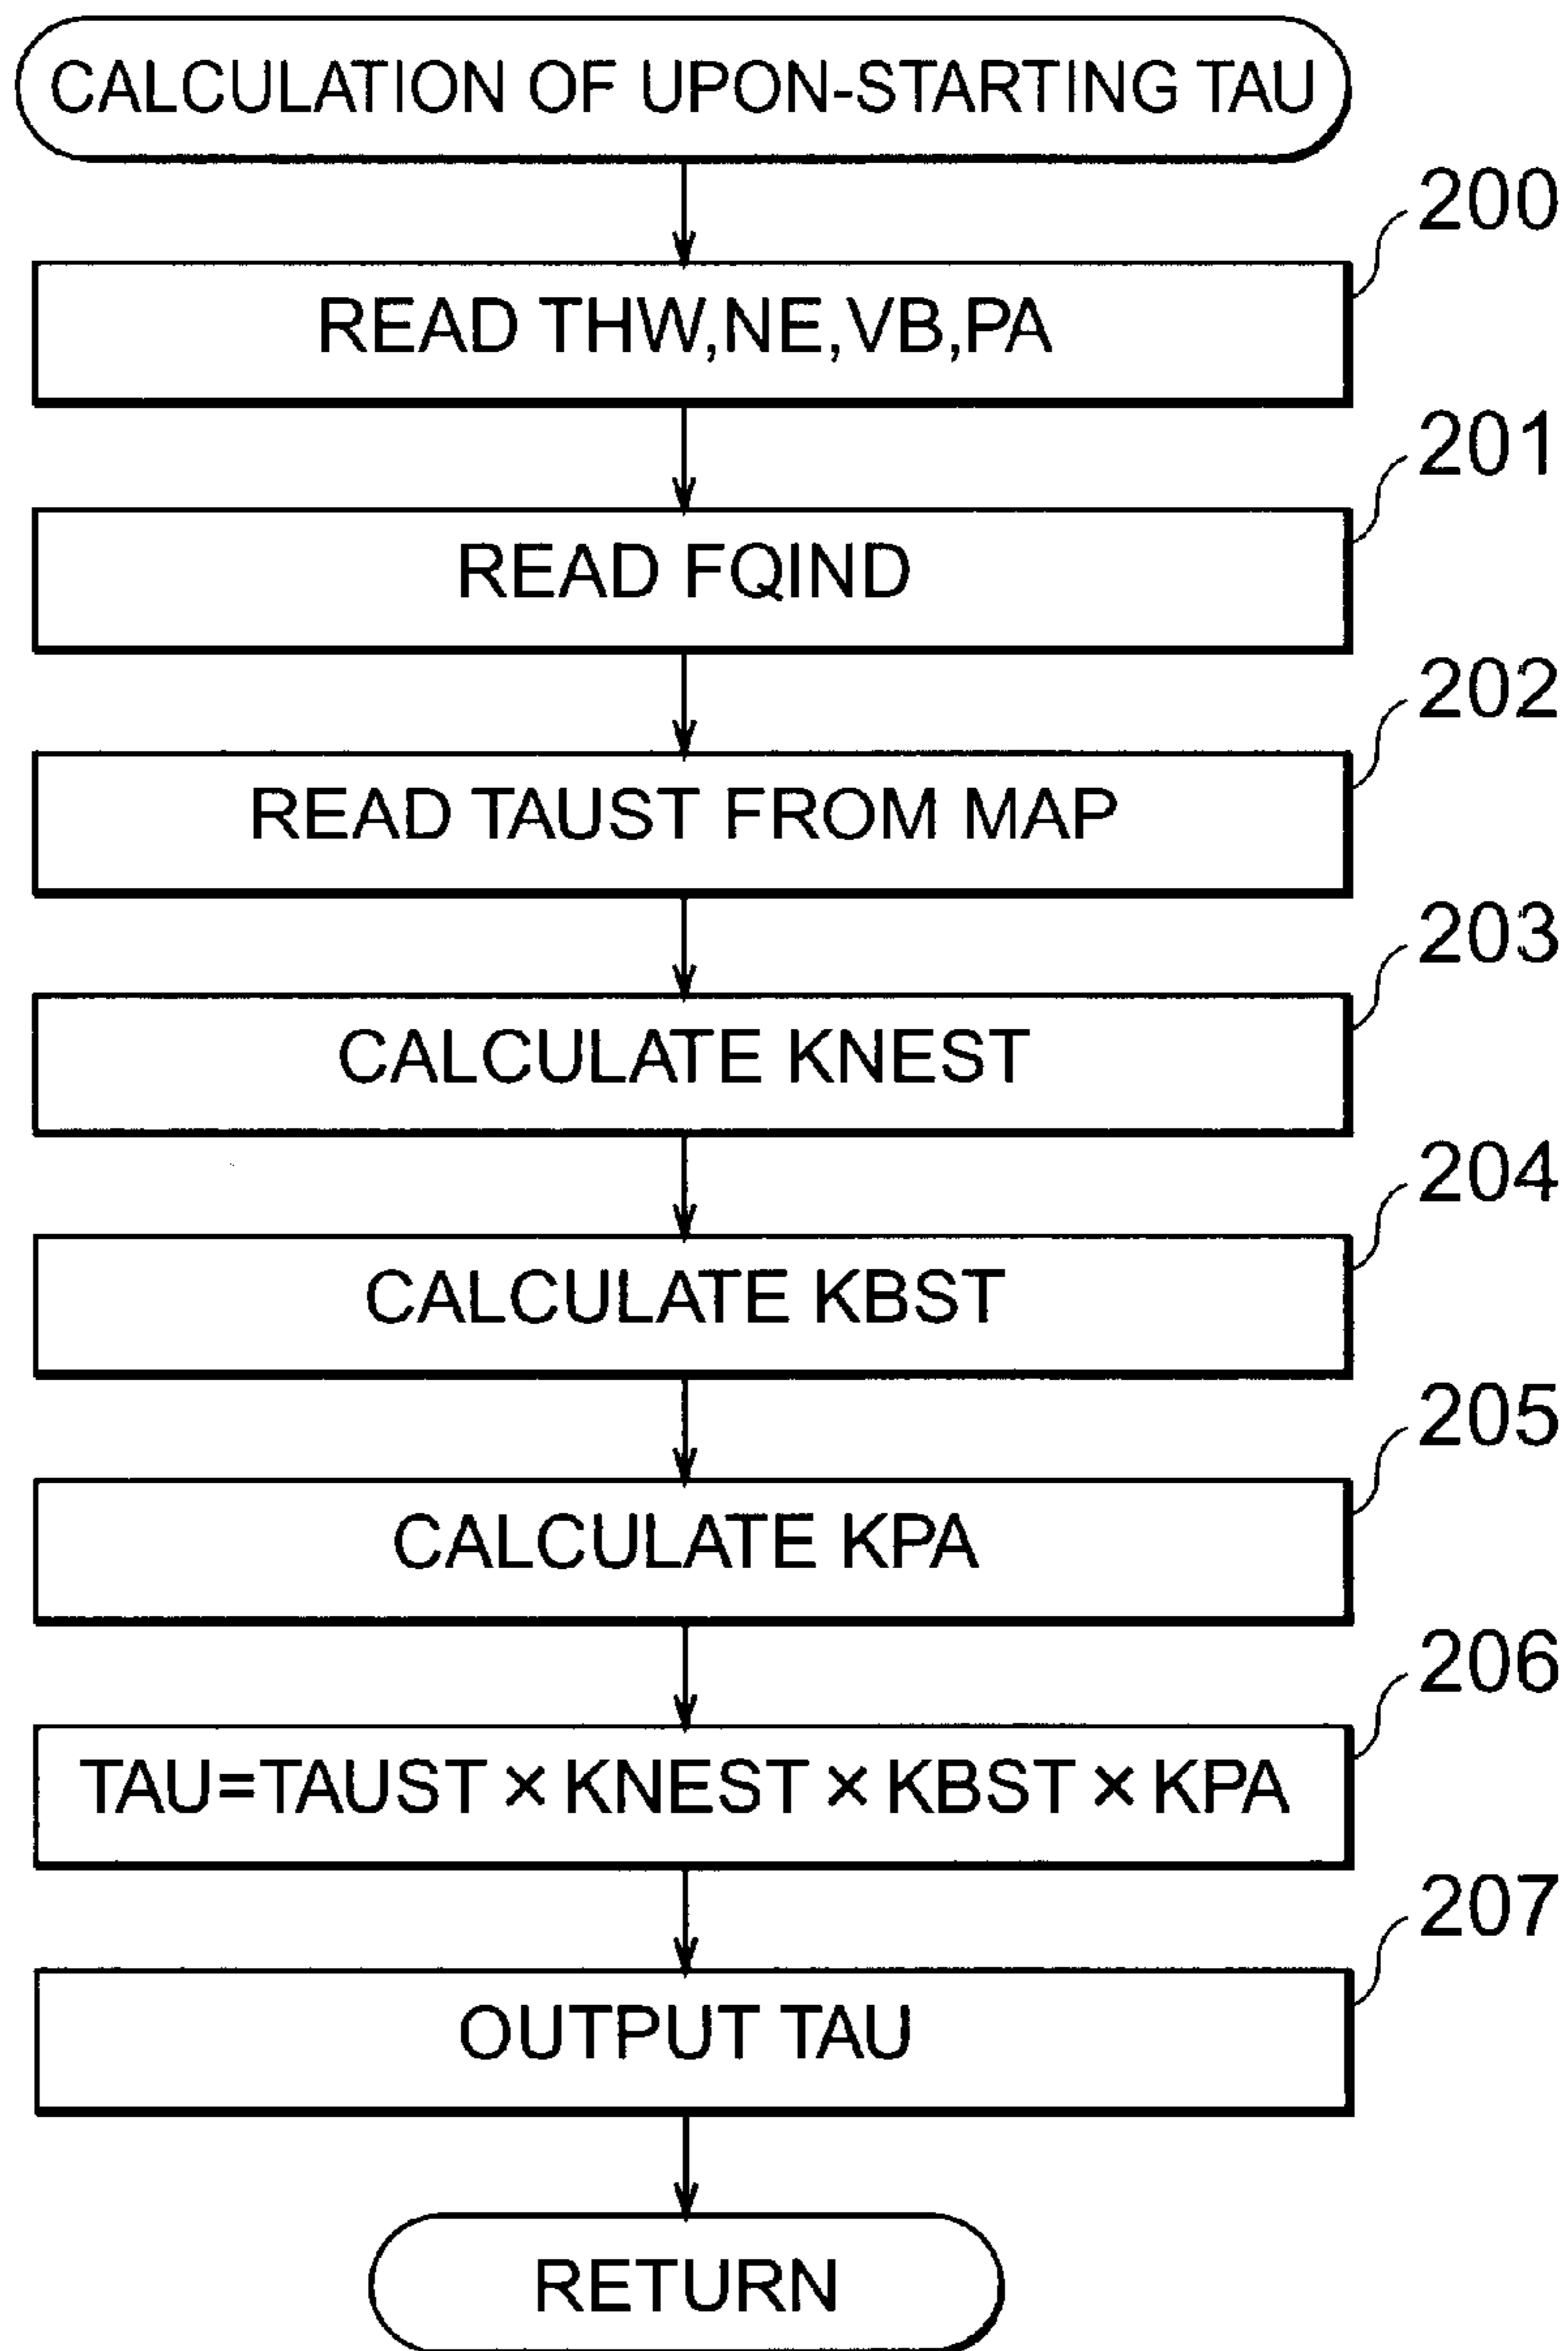 CALCULATION OF UPON-STARTING TAU
200
READ THW,NE,VB,PA
201
READ FQIND
202
READ TAUST FROM MAP
203
CALCULATE KNEST
204
CALCULATE KBST
205
CALCULATE KPA
206
TAU=TAUST × KNEST × KBST × KPA
207
OUTPUT TAU
RETURN